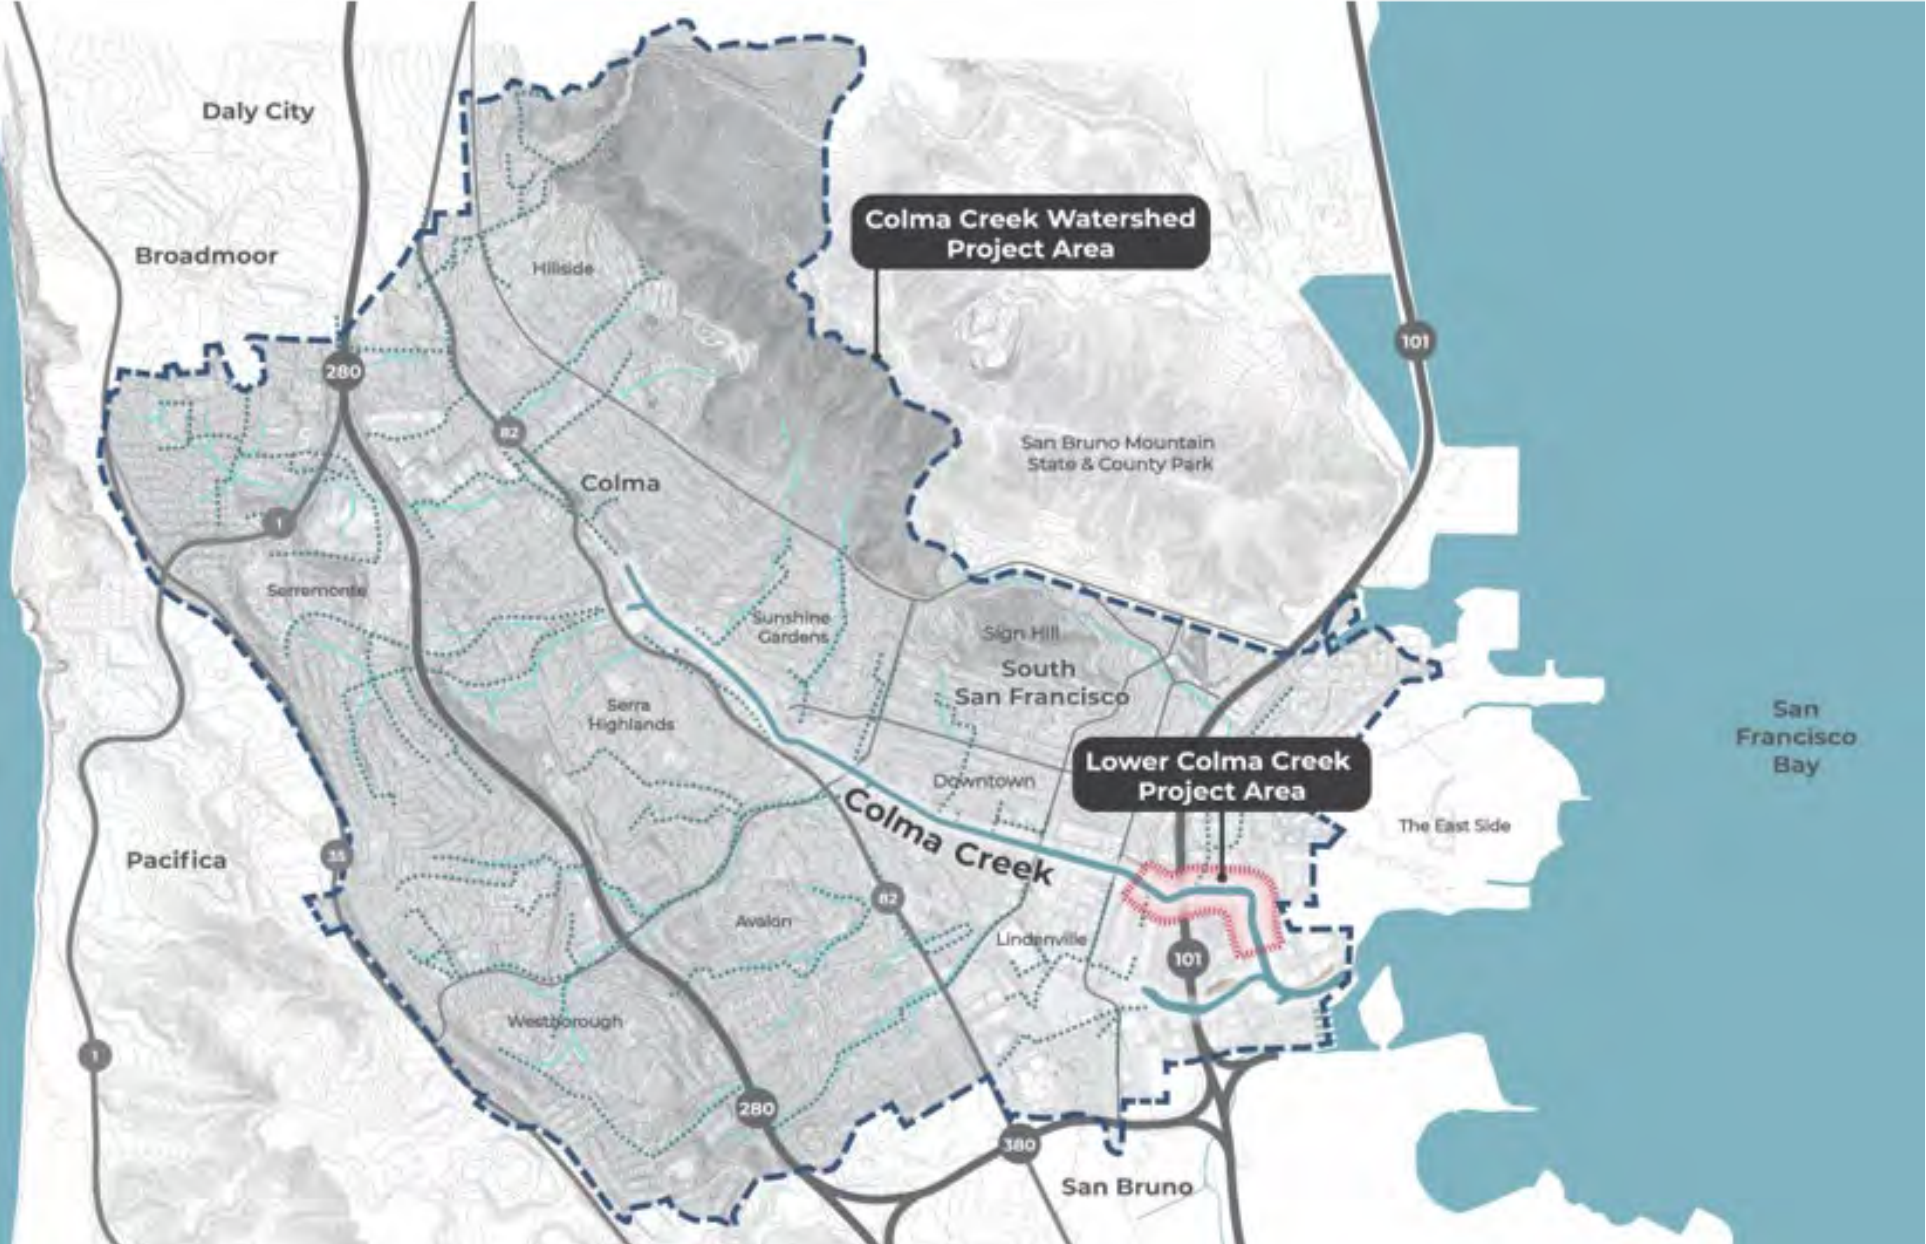 Daly City
Broadmoor
Hillside
Colma Creek Watershed
Project Area
101
280
82
San Bruno Mountain
State & County Park
Colma
1
Serremonte
Sunshine
Gardens
Sign Hill
South
San Francisco
Serra
Highlands
San
Francisco
Bay
Lower Colma Creek
Project Area
Downtown
Colma Creek
The East Side
Pacifica
35
82
Avalon
Lindenville
101
Westborough
1
280
380
San Bruno